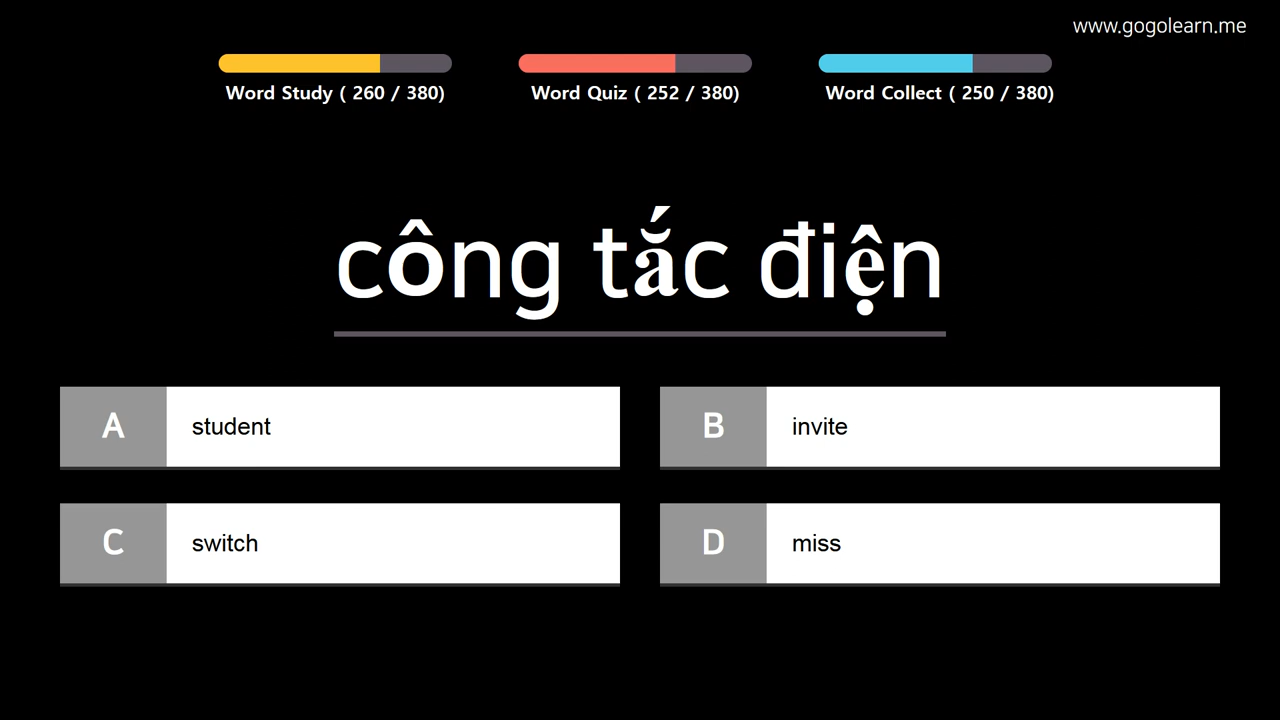 www.gogolearn.me
Word Study ( 260 / 380)
Word Quiz ( 252 / 380)
Word Collect ( 250 / 380)
công tắc điện
A student
B invite
C switch
D miss